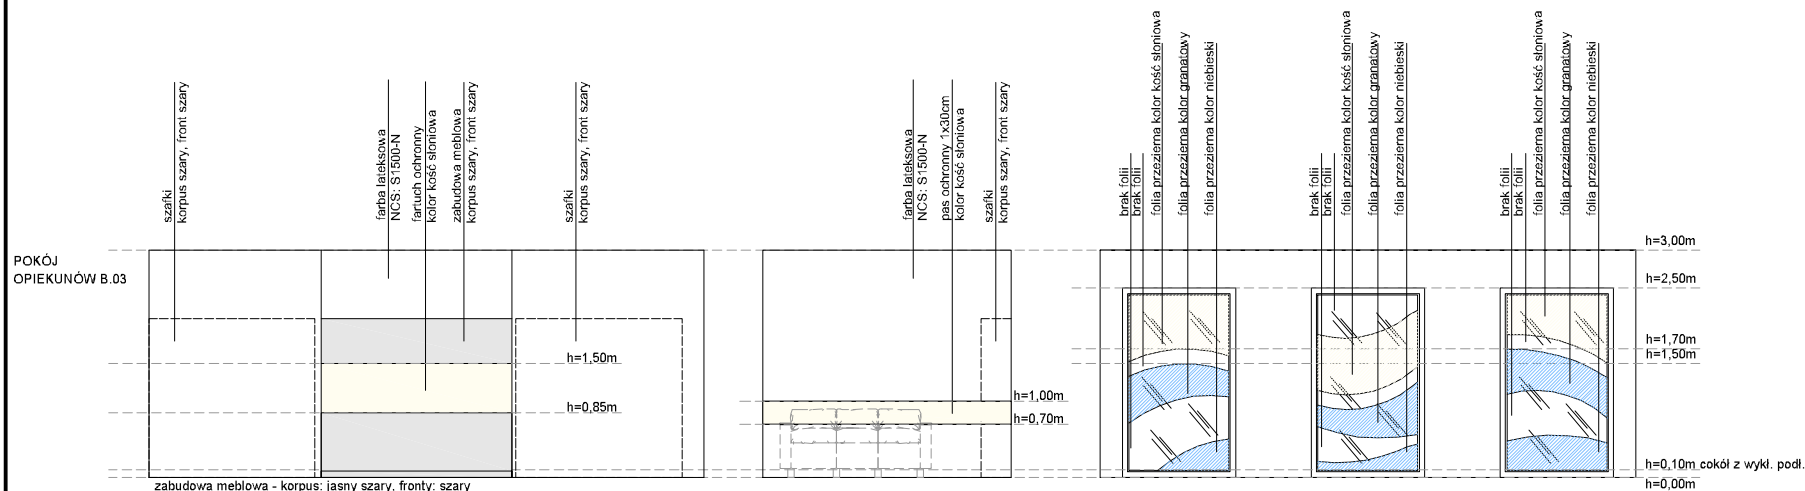 szafki
korpus szary, front szary
farba lateksowa
NCS: S1500-N
fartuch ochronny
kolor kość słoniowa
zabudowa meblowa
korpus szary, front szary
szafki
korpus szary, front szary
farba lateksowa
NCS: S1500-N
pas ochronny 1x30cm
kolor kość słoniowa
szafki
korpus szary, front szary
brak folii
brak folii
folia przezierna kolor kość słoniowa
folia przezierna kolor granatowy
folia przezierna kolor niebieski
brak folii
brak folii
folia przezierna kolor kość słoniowa
folia przezierna kolor granatowy
folia przezierna kolor niebieski
brak folii
brak folii
folia przezierna kolor kość słoniowa
folia przezierna kolor granatowy
folia przezierna kolor niebieski
POKÓJ
OPIEKUNÓW B.03
h=1,50m
h=0,85m
h=1,00m
h=0,70m
h=3,00m
h=2,50m
h=1,70m
h=1,50m
h=0,10m cokół z wykł. podł.
h=0,00m
zabudowa meblowa - korpus: jasny szary, fronty: szary